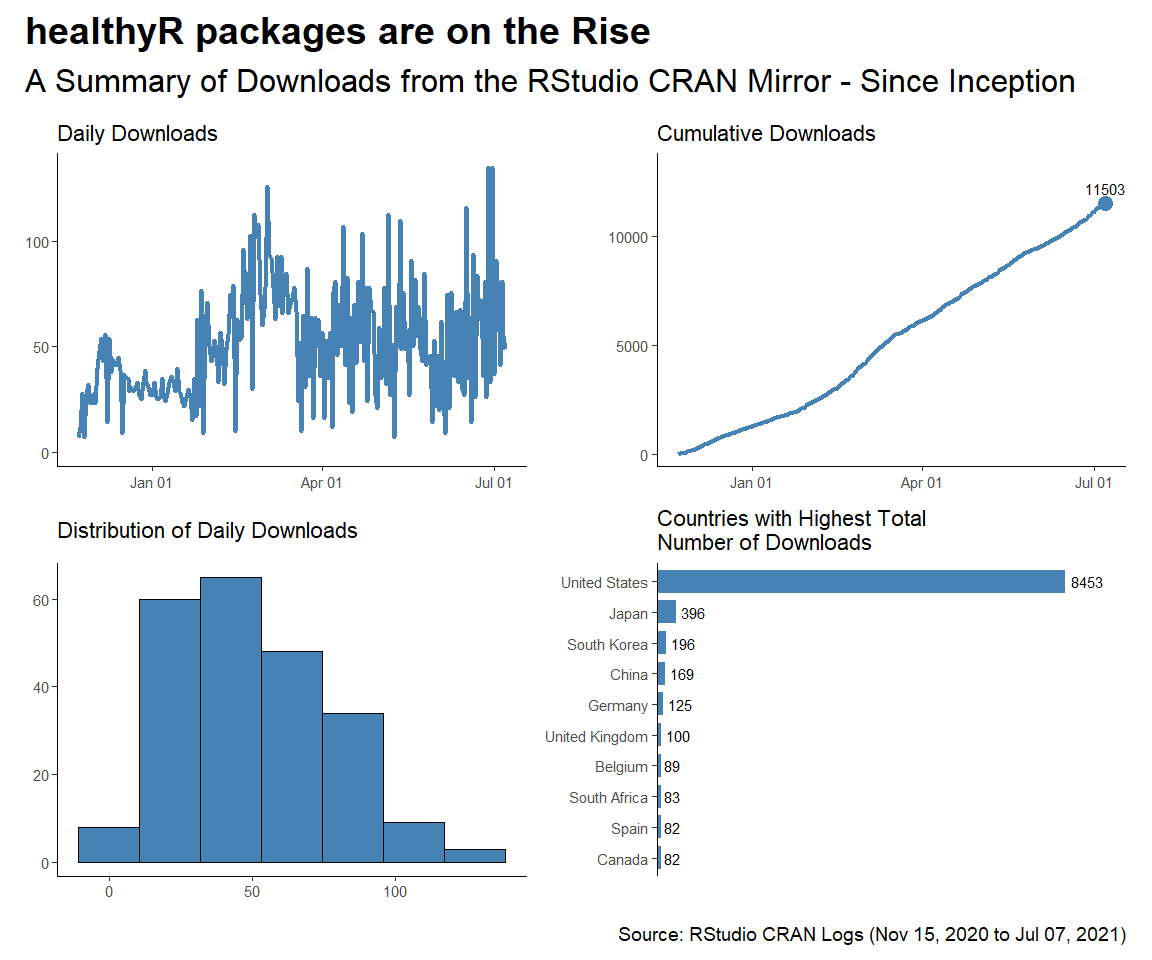 healthyR packages are on the Rise
A Summary of Downloads from the RStudio CRAN Mirror - Since Inception
Daily Downloads
100
50
0
Jan 01
Apr 01
Jul 01
Cumulative Downloads
11503
10000
5000
0
Jan 01
Apr 01
Jul 01
Distribution of Daily Downloads
60
40
20
0
0
50
100
Countries with Highest Total
Number of Downloads
United States 8453
Japan 396
South Korea 196
China 169
Germany 125
United Kingdom 100
Belgium 89
South Africa 83
Spain 82
Canada 82
Source: RStudio CRAN Logs (Nov 15, 2020 to Jul 07, 2021)